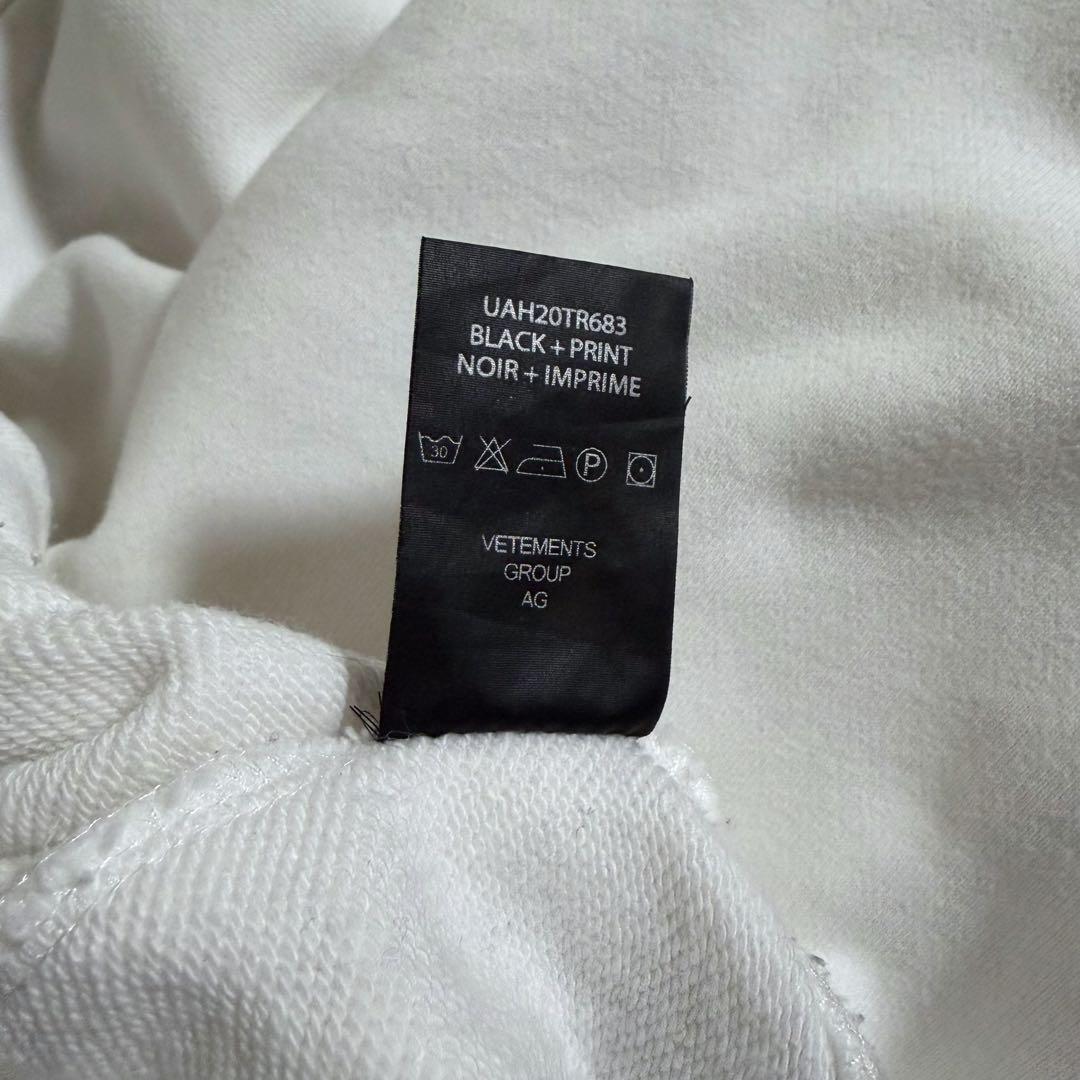 UAH20TR683
BLACK + PRINT
NOIR + IMPRIME
30 P
VETEMENTS
GROUP
AG